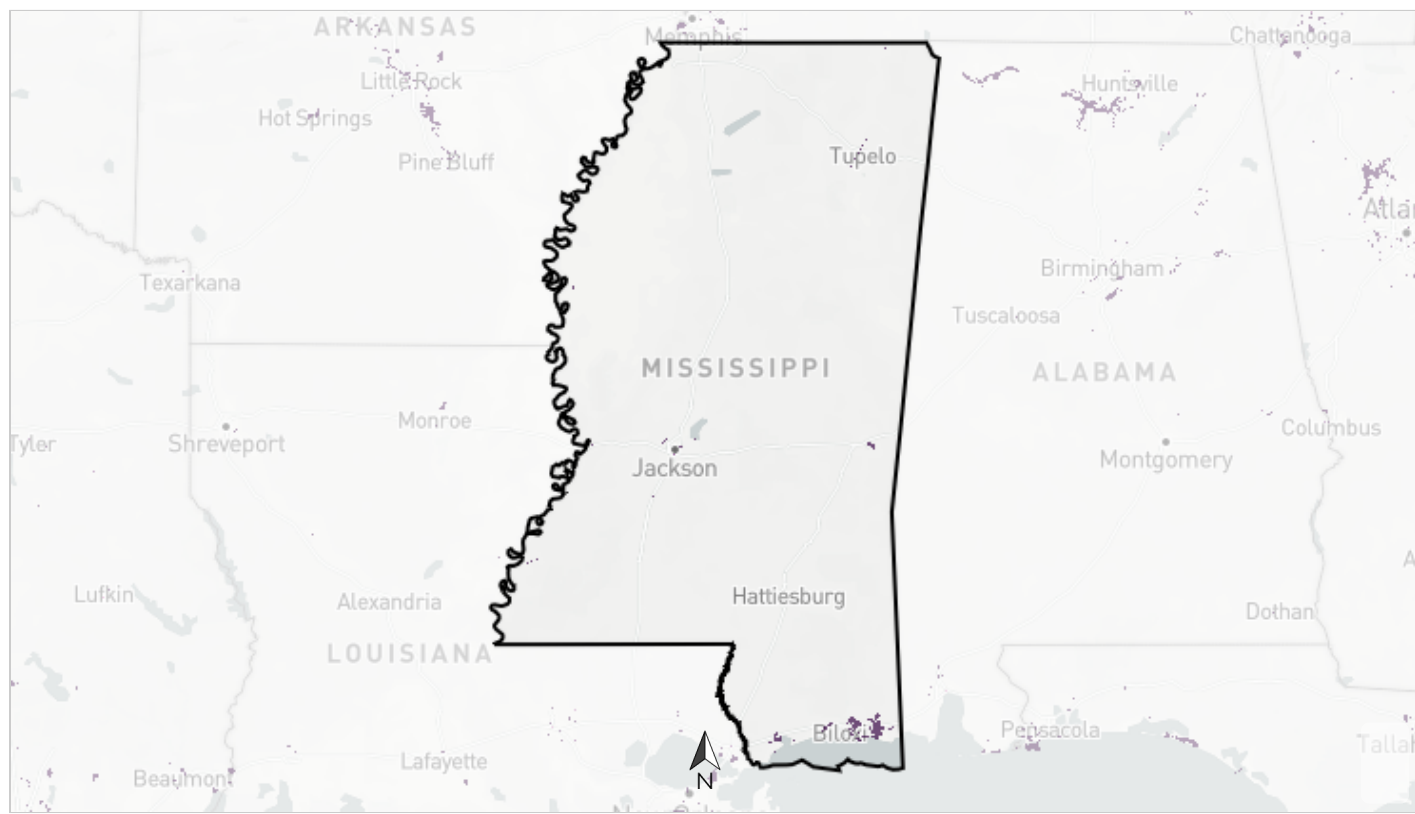 ARKANSAS
Memphis
Chattanooga
Little Rock
Huntsville
Hot Springs
Pine Bluff
Tupelo
Birmingham
Texarkana
Tuscaloosa
MISSISSIPPI
ALABAMA
Monroe
Columbus
Tyler
Shreveport
Jackson
Montgomery
Lufkin
Alexandria
Hattiesburg
Dothan
LOUISIANA
Biloxi
Pensacola
Lafayette
Beaumont
N